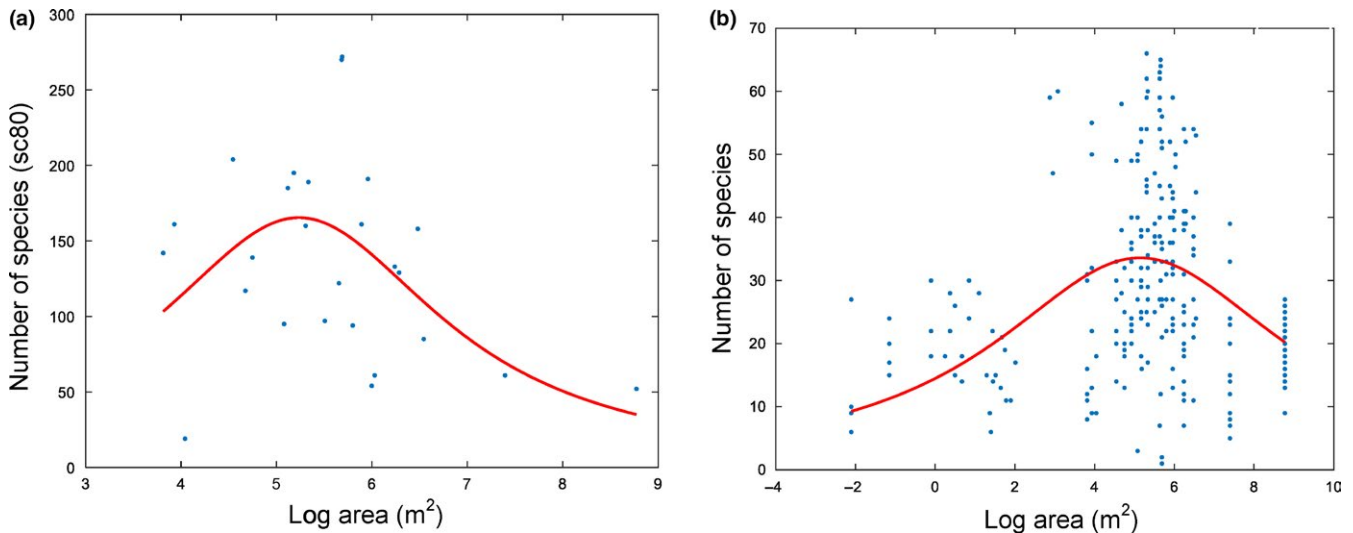 (a)
300
250
200
150
100
50
0
Number of species (sc80)
3 4 5 6 7 8 9
Log area (m²)
(b)
70
60
50
40
30
20
10
0
Number of species
–4 –2 0 2 4 6 8 10
Log area (m²)